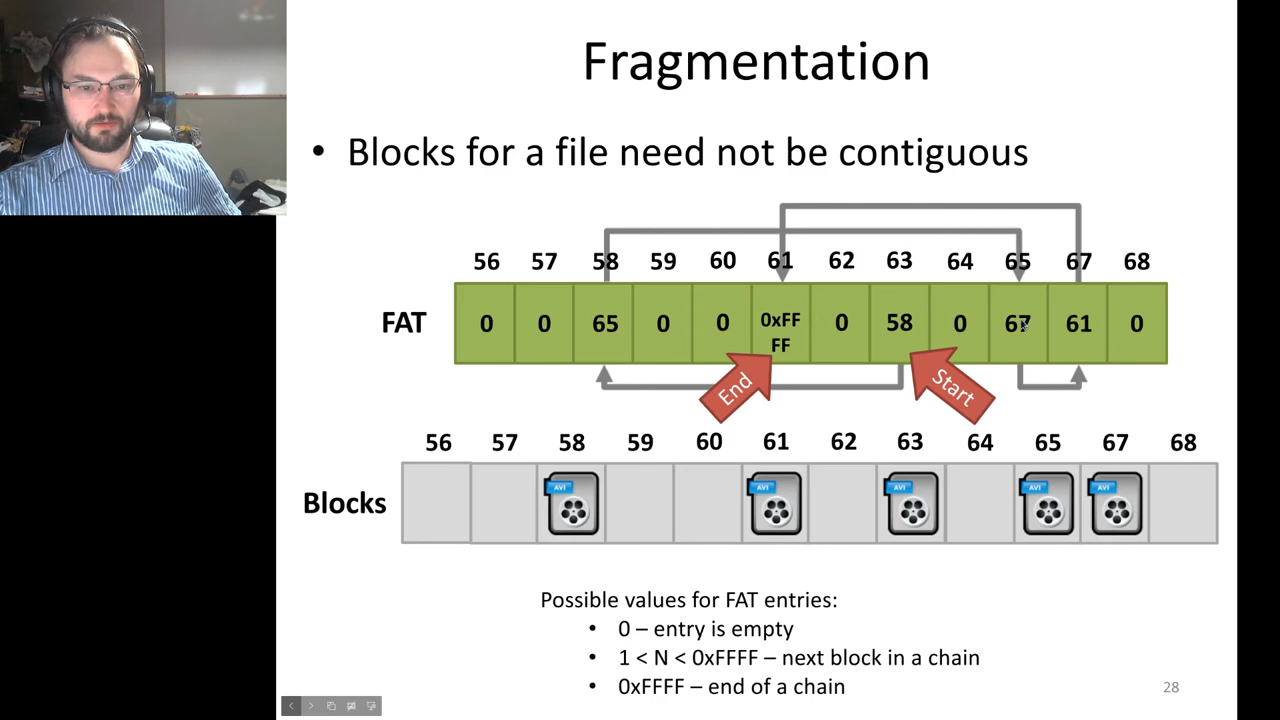 Fragmentation
• Blocks for a file need not be contiguous
56 57 58 59 60 61 62 63 64 65 67 68
FAT 0 0 65 0 0 0xFF 0 58 0 67 61 0
FF
End Start
56 57 58 59 60 61 62 63 64 65 67 68
Blocks AVI AVI AVI AVI AVI
Possible values for FAT entries:
• 0 – entry is empty
• 1 < N < 0xFFFF – next block in a chain
• 0xFFFF – end of a chain
28